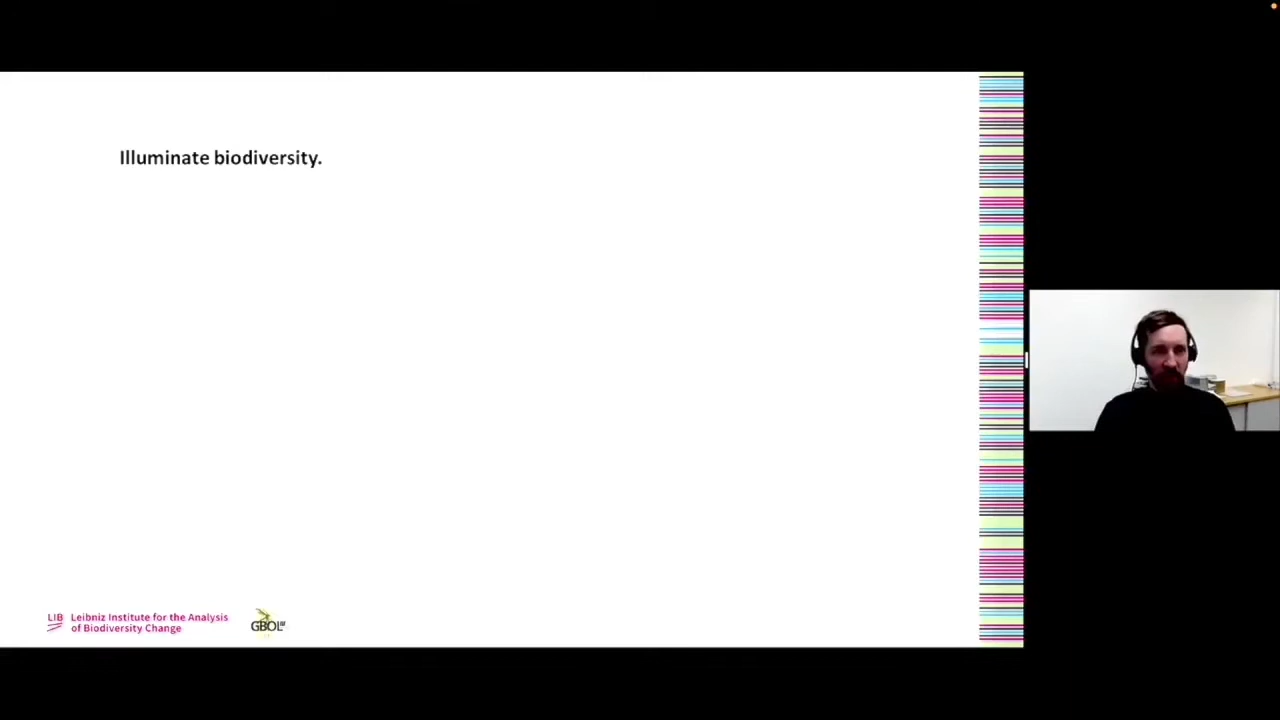 Illuminate biodiversity.
LIB Leibniz Institute for the Analysis
of Biodiversity Change
GBOL